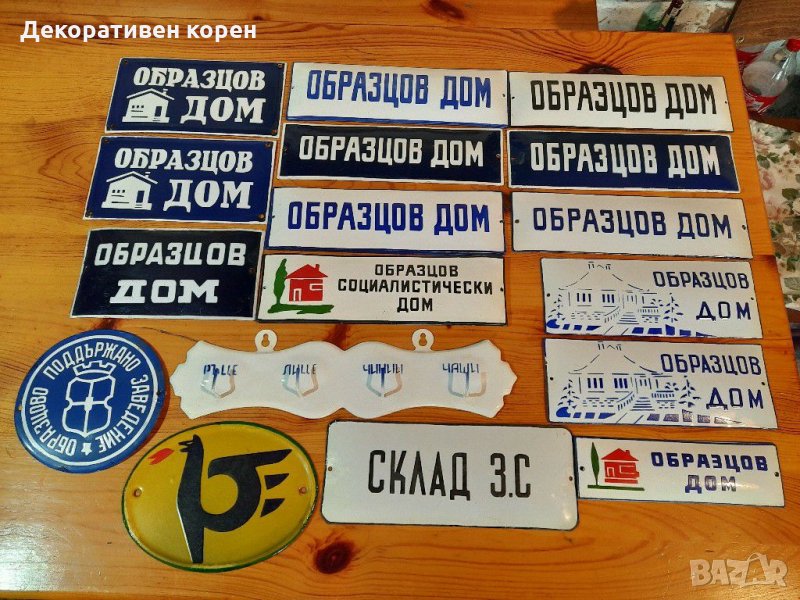 Декоративен корен
ОБРАЗЦОВ
ДОМ
ОБРАЗЦОВ ДОМ
ОБРАЗЦОВ ДОМ
ОБРАЗЦОВ
ДОМ
ОБРАЗЦОВ ДОМ
ОБРАЗЦОВ ДОМ
ОБРАЗЦОВ
ДОМ
ОБРАЗЦОВ ДОМ
ОБРАЗЦОВ ДОМ
ОБРАЗЦОВ
СОЦИАЛИСТИЧЕСКИ
ДОМ
ОБРАЗЦОВ
ДОМ
ОБРАЗЦОВО ПОДДЪРЖАНО ЗАВЕДЕНИЕ
РЪЦЕ ЛИЦЕ ЧИНИИ ЧАШИ
ОБРАЗЦОВ
ДОМ
СКЛАД З.С
ОБРАЗЦОВ
ДОМ
BAZAR